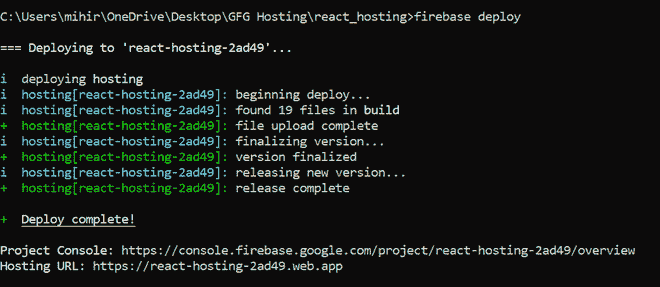 C:\Users\mihir\OneDrive\Desktop\GFG Hosting\react_hosting>firebase deploy
=== Deploying to 'react-hosting-2ad49'...
i  deploying hosting
i  hosting[react-hosting-2ad49]: beginning deploy...
i  hosting[react-hosting-2ad49]: found 19 files in build
+  hosting[react-hosting-2ad49]: file upload complete
i  hosting[react-hosting-2ad49]: finalizing version...
+  hosting[react-hosting-2ad49]: version finalized
i  hosting[react-hosting-2ad49]: releasing new version...
+  hosting[react-hosting-2ad49]: release complete
+  Deploy complete!
Project Console: https://console.firebase.google.com/project/react-hosting-2ad49/overview
Hosting URL: https://react-hosting-2ad49.web.app